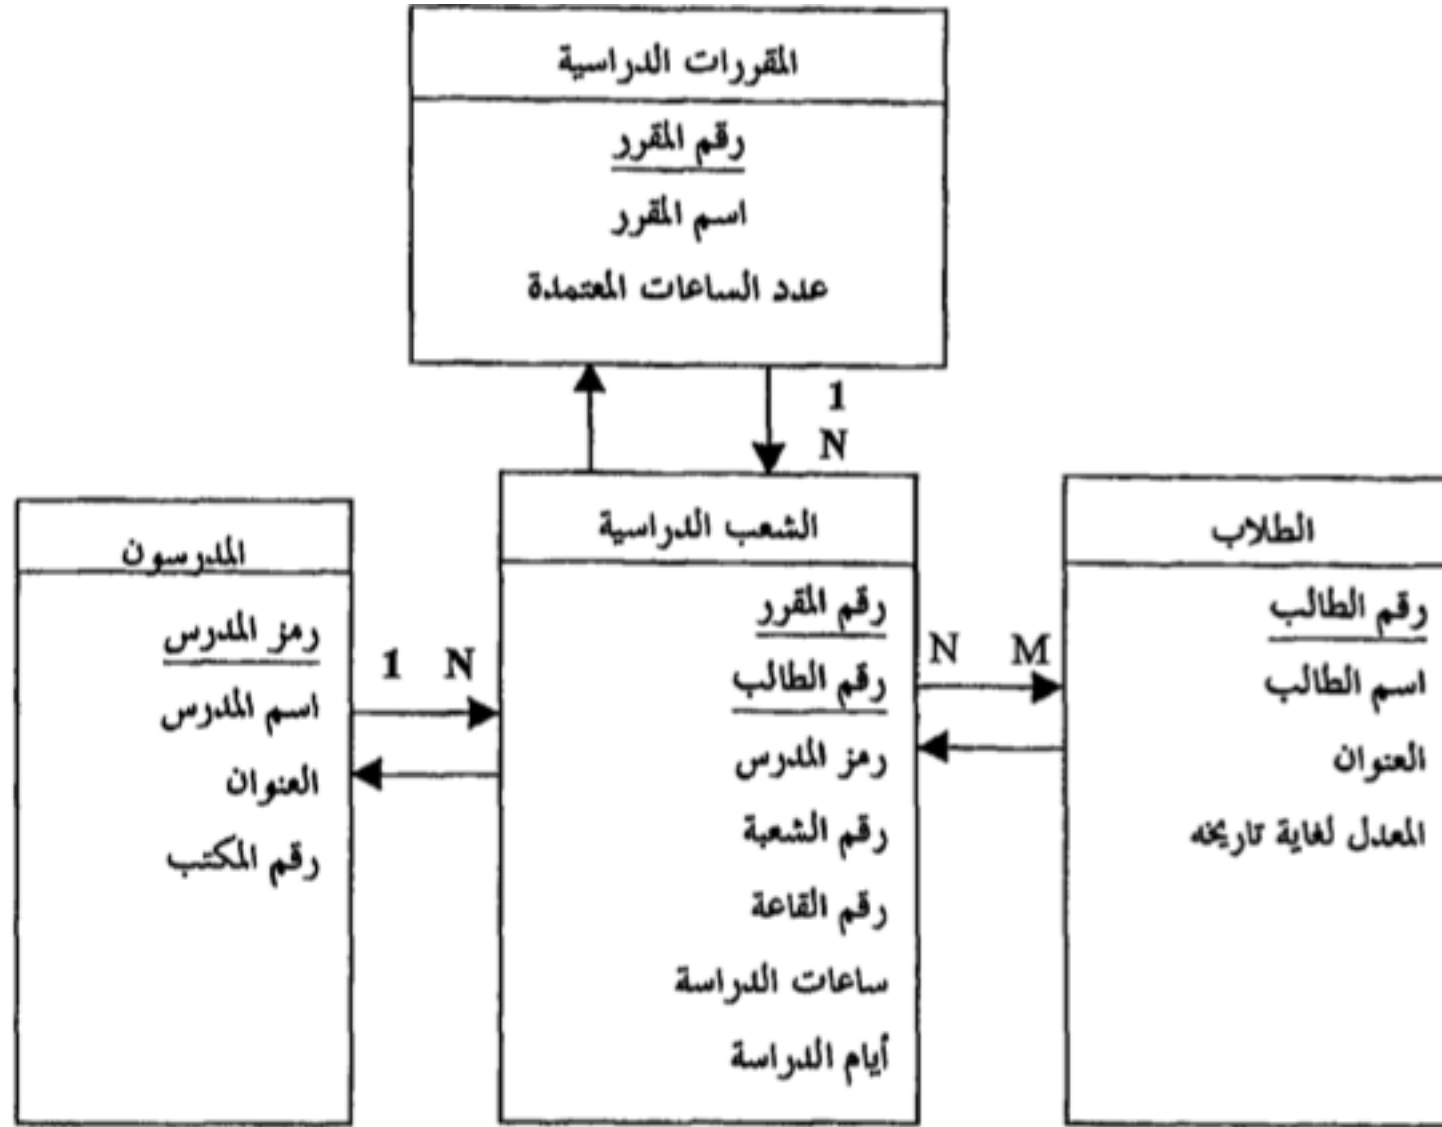 المقررات الدراسية
رقم المقرر
اسم المقرر
عدد الساعات المعتمدة
1
N
الطلاب
رقم الطالب
اسم الطالب
العنوان
المعدل لغاية تاريخه
N M
الشعب الدراسية
رقم المقرر
رقم الطالب
رمز المدرس
رقم الشعبة
رقم القاعة
ساعات الدراسة
أيام الدراسة
1 N
المدرسون
رمز المدرس
اسم المدرس
العنوان
رقم المكتب